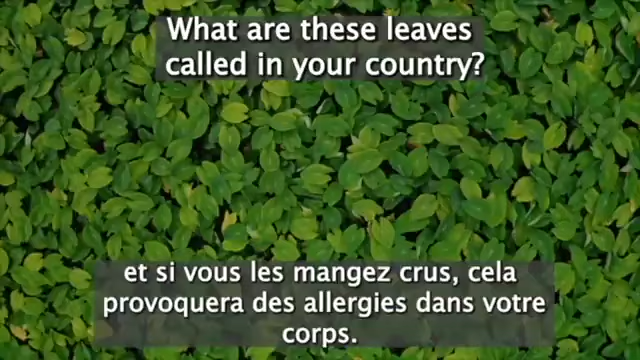 What are these leaves
called in your country?
et si vous les mangez crus, cela
provoquera des allergies dans votre
corps.